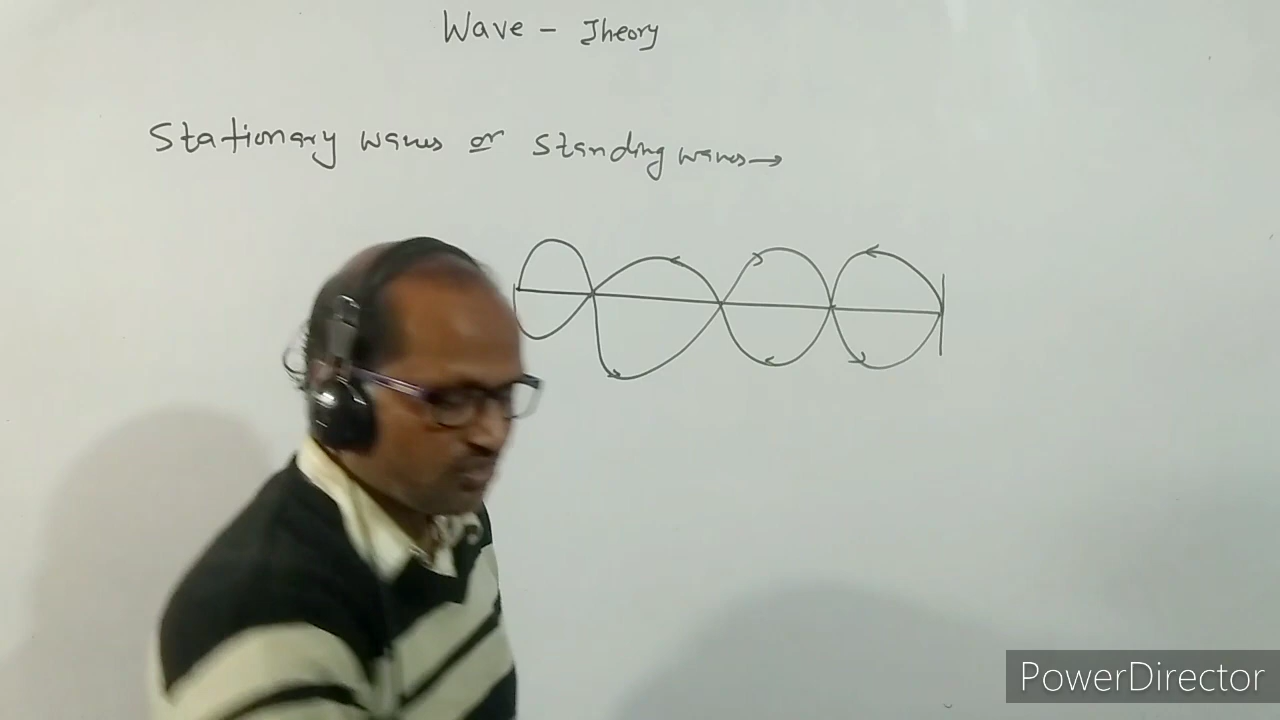 Wave - Theory
Stationary waves or standing waves →
PowerDirector